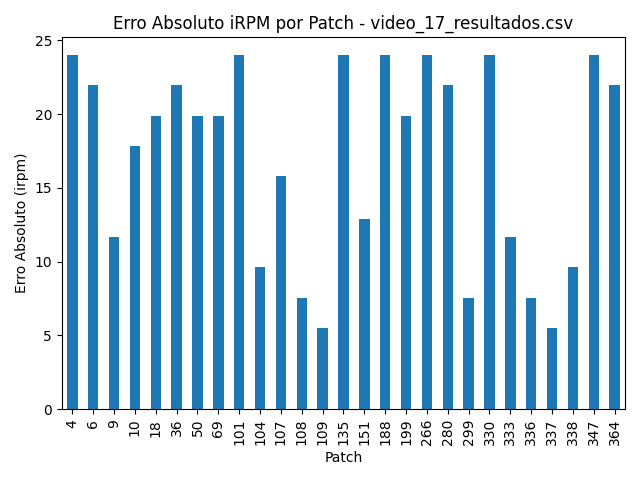 Erro Absoluto iRPM por Patch - video_17_resultados.csv
Erro Absoluto (irpm)
25
20
15
10
5
0
4 6 9 10 18 36 50 69 101 104 107 108 109 135 151 188 199 266 280 299 330 333 336 337 338 347 364
Patch